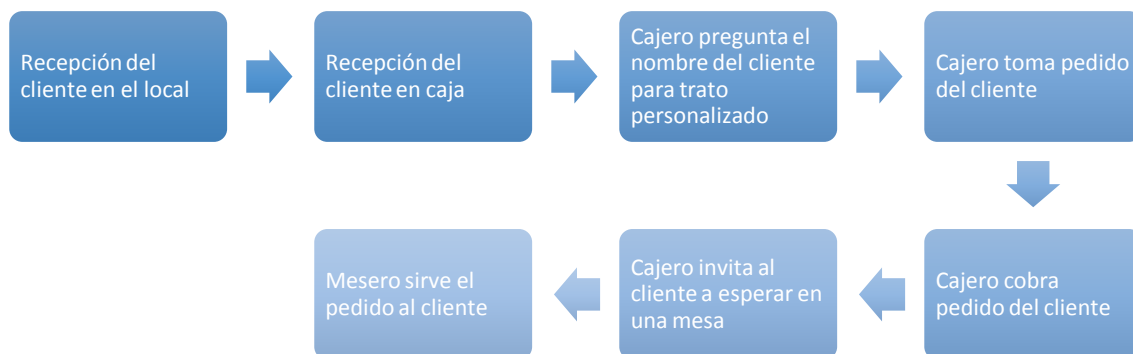 Recepción del
cliente en el local
Recepción del
cliente en caja
Cajero pregunta el
nombre del cliente
para trato
personalizado
Cajero toma pedido
del cliente
Cajero cobra
pedido del cliente
Cajero invita al
cliente a esperar en
una mesa
Mesero sirve el
pedido al cliente